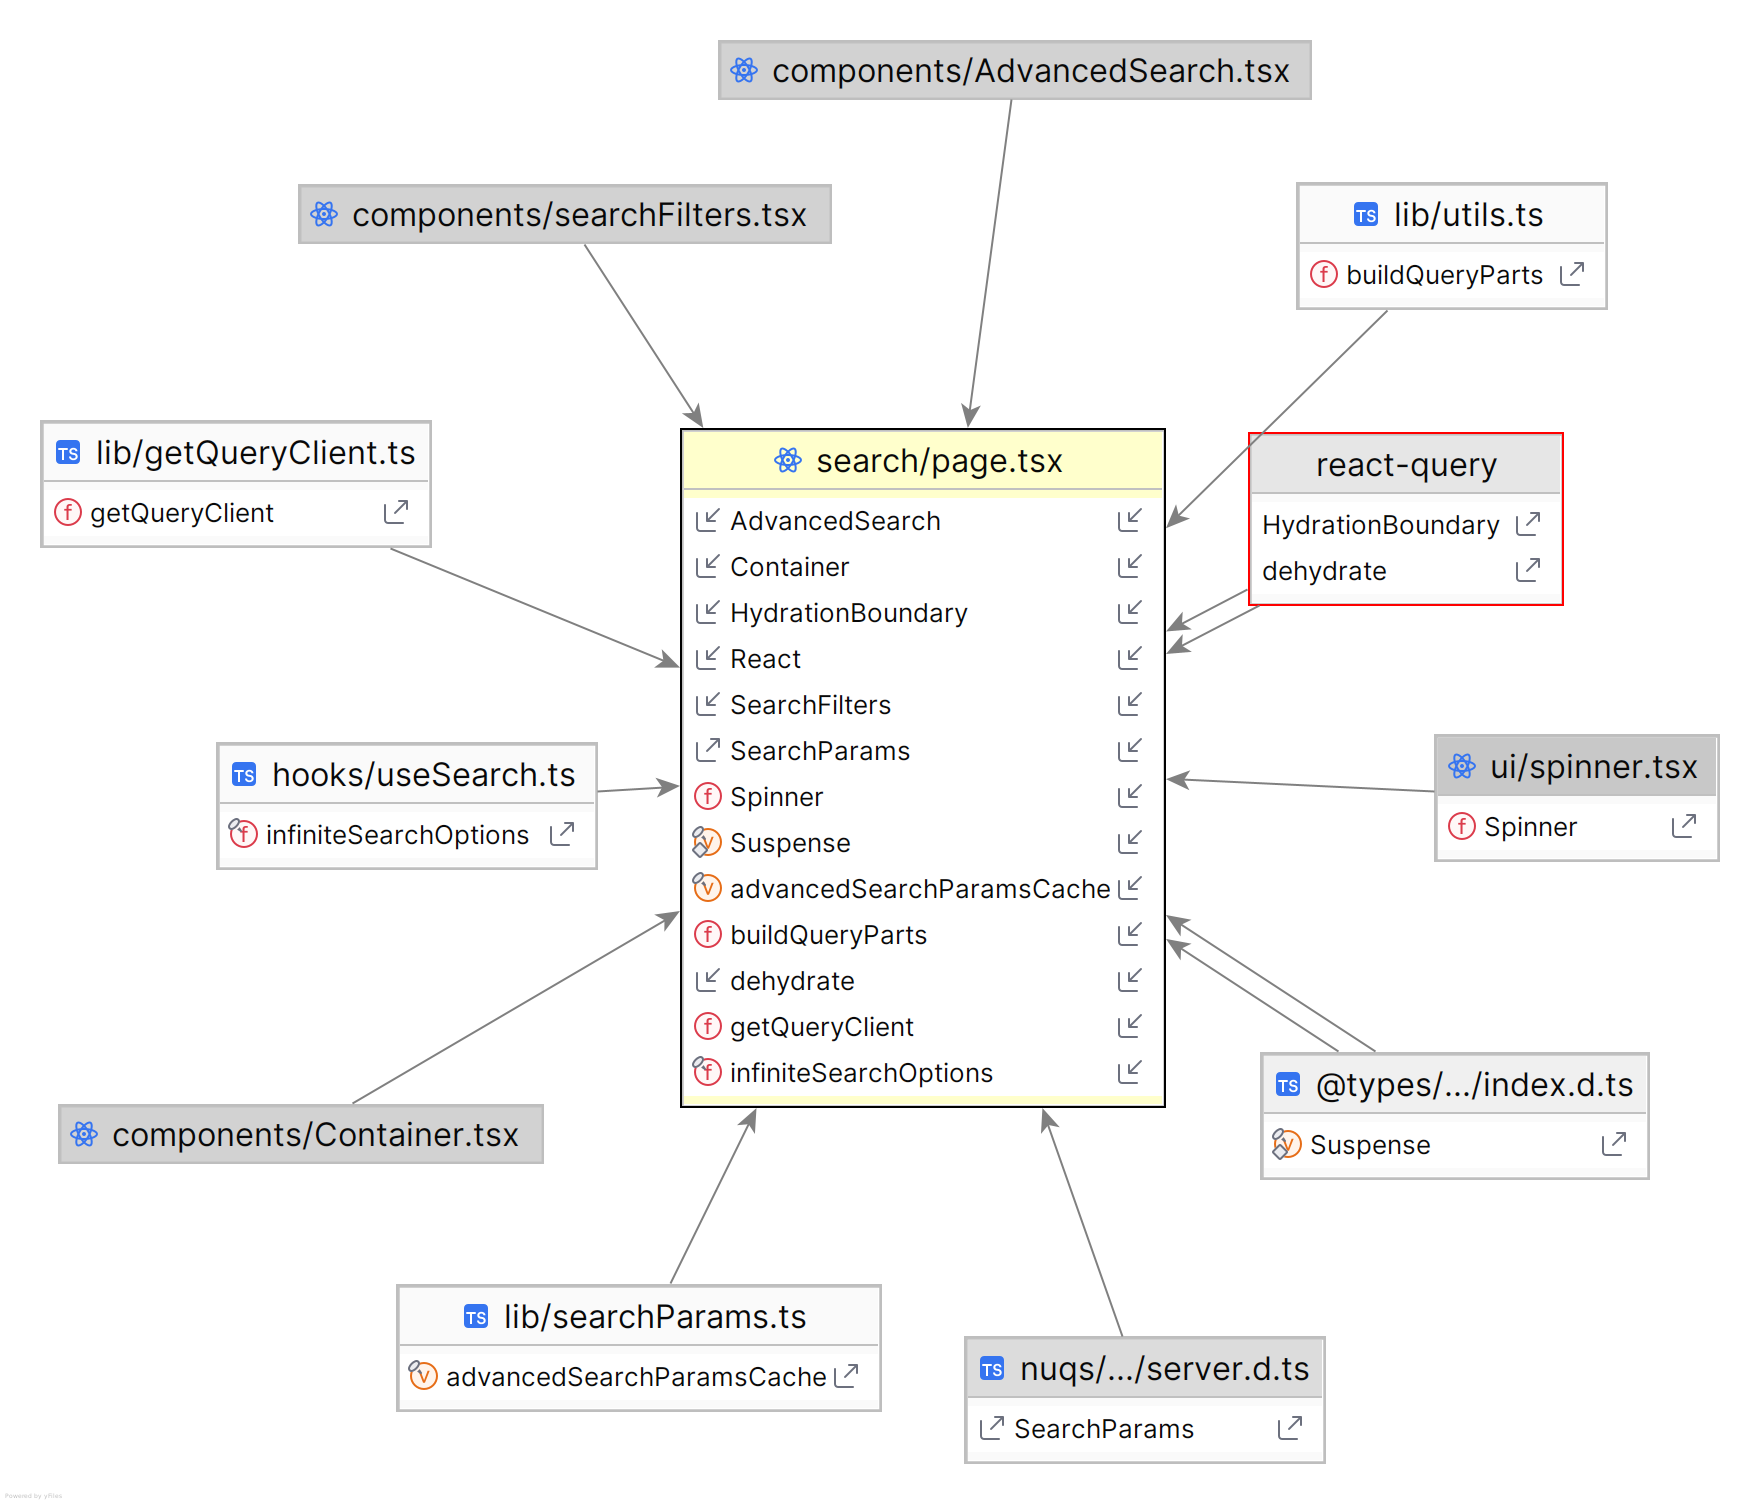 components/AdvancedSearch.tsx
components/searchFilters.tsx
TS lib/utils.ts
f buildQueryParts
TS lib/getQueryClient.ts
f getQueryClient
search/page.tsx
AdvancedSearch
Container
HydrationBoundary
React
SearchFilters
SearchParams
f Spinner
v Suspense
v advancedSearchParamsCache
f buildQueryParts
dehydrate
f getQueryClient
f infiniteSearchOptions
react-query
HydrationBoundary
dehydrate
TS hooks/useSearch.ts
f infiniteSearchOptions
ui/spinner.tsx
f Spinner
components/Container.tsx
TS @types/.../index.d.ts
v Suspense
TS lib/searchParams.ts
v advancedSearchParamsCache
TS nuqs/.../server.d.ts
SearchParams
Powered by yFiles